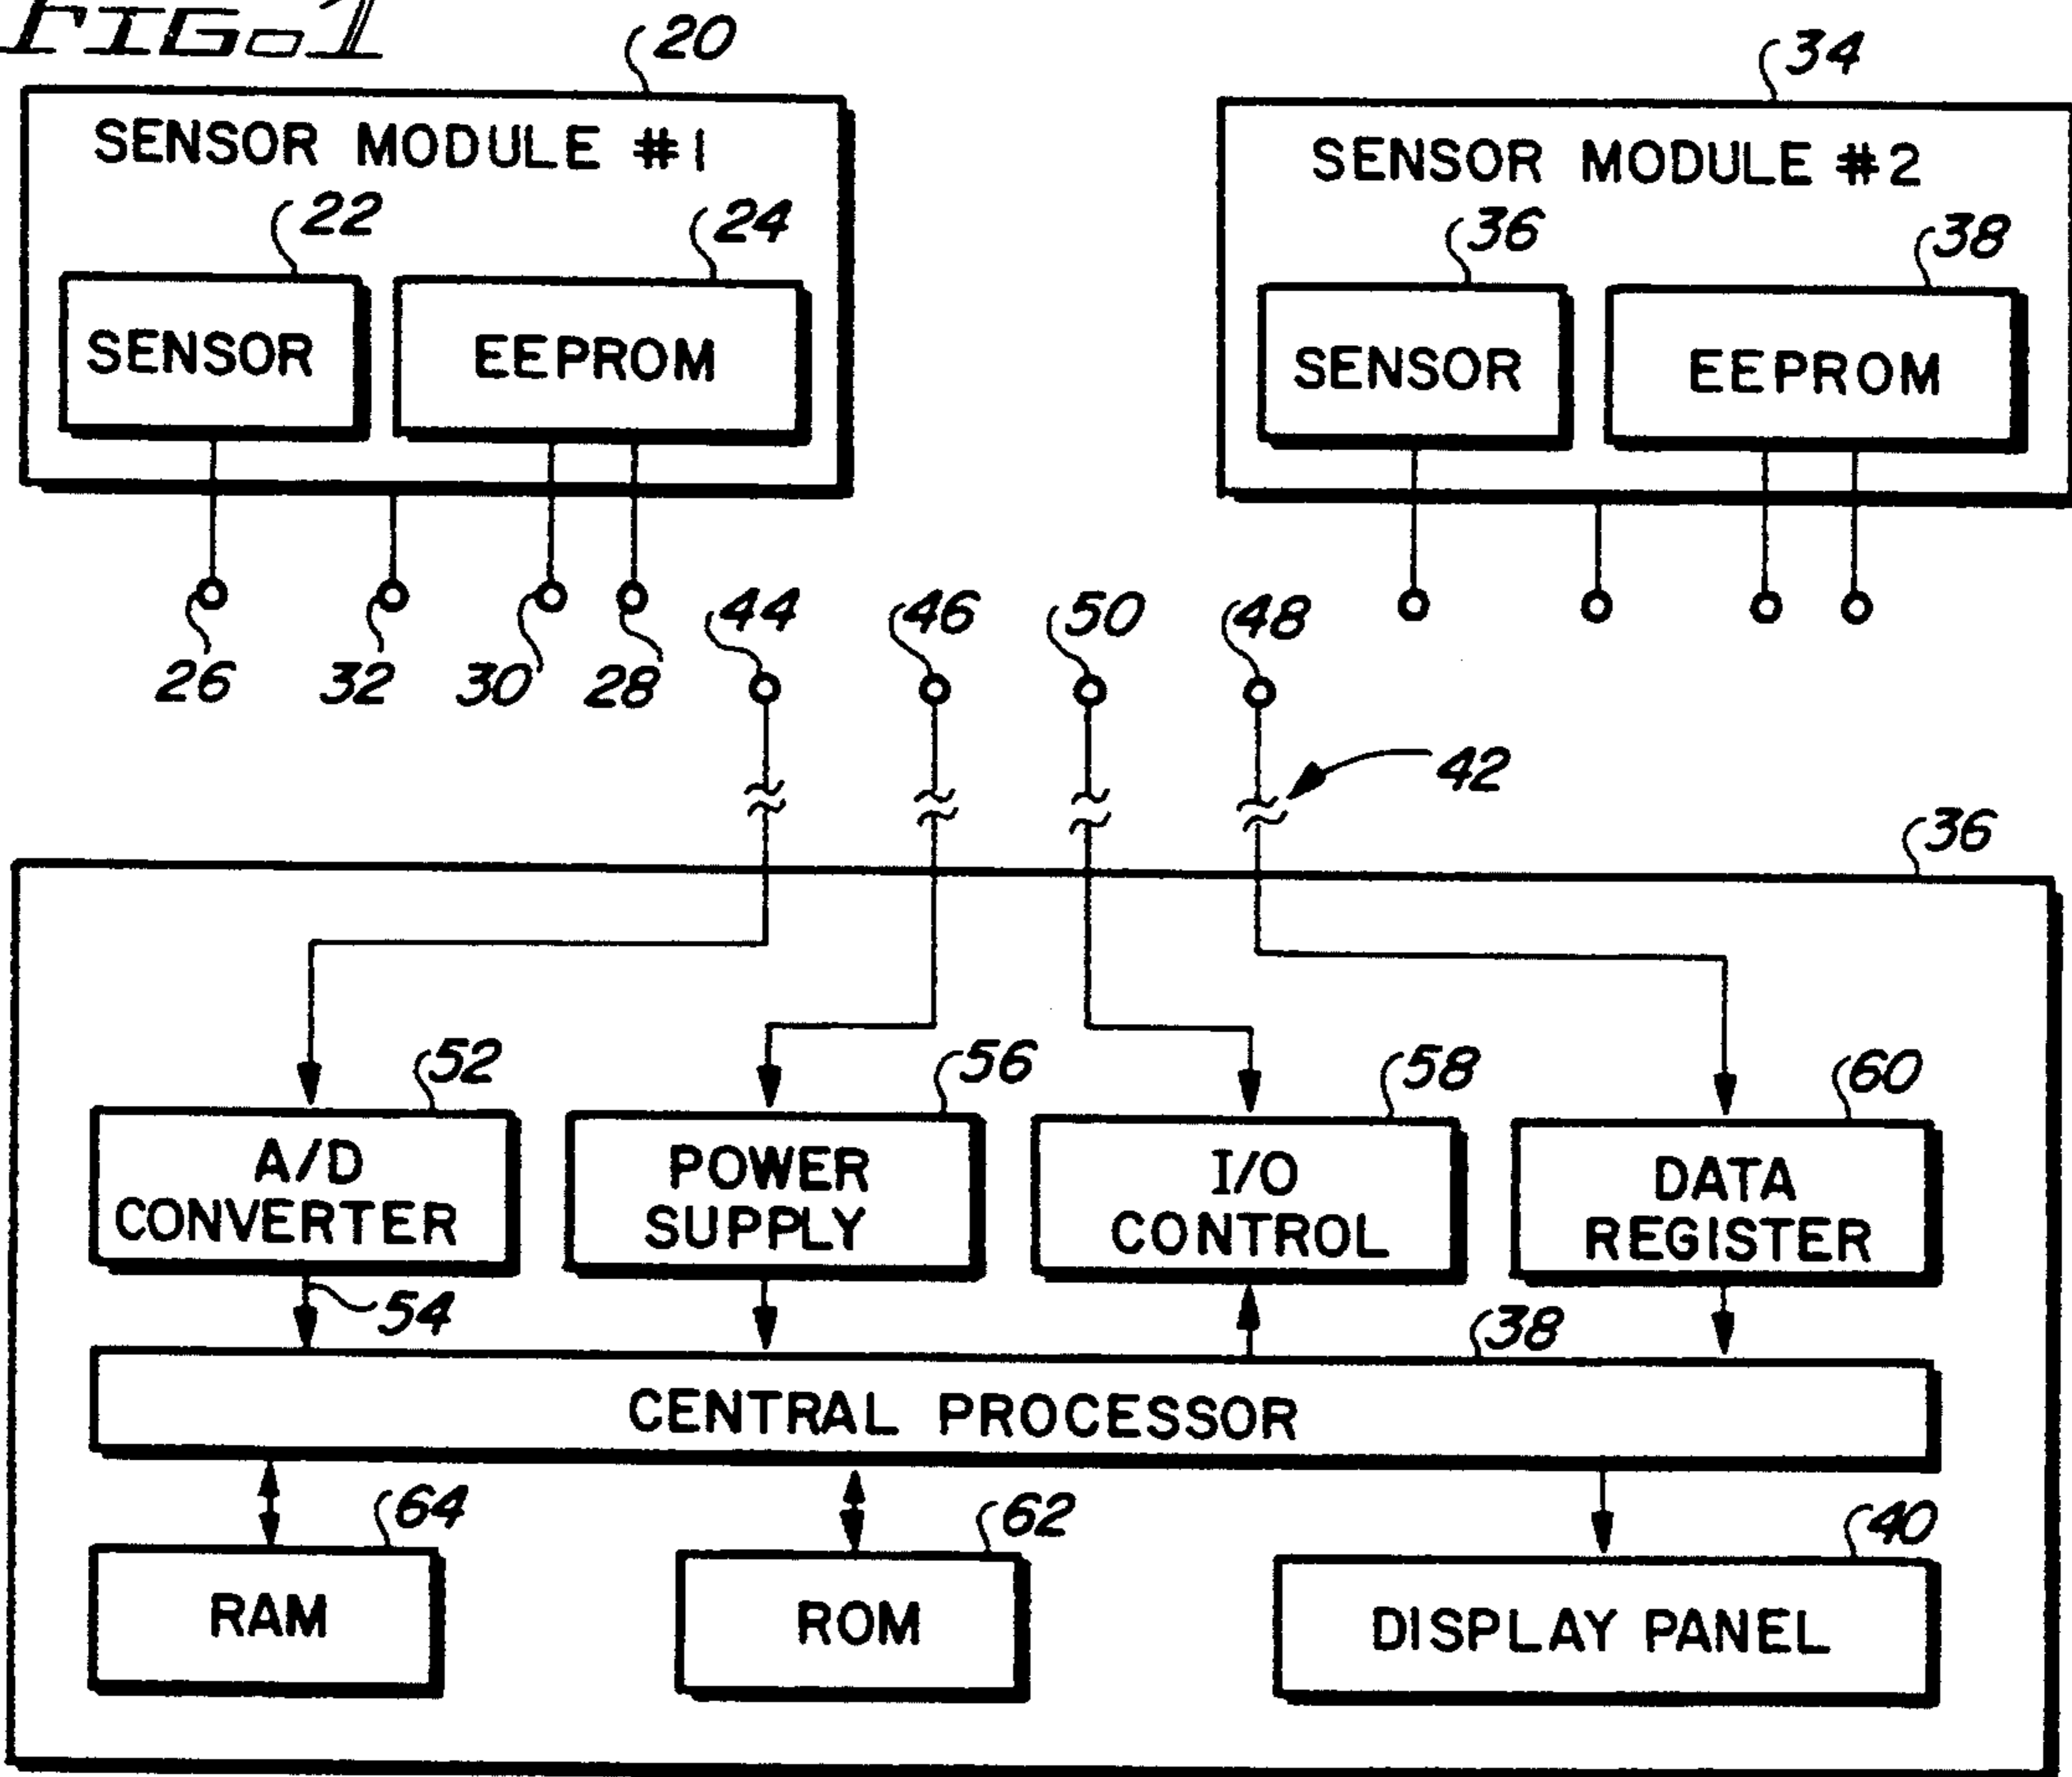 FIG. 1
20
34
SENSOR MODULE #1
SENSOR MODULE #2
22
24
36
38
SENSOR
EEPROM
SENSOR
EEPROM
26
32
30
28
44
46
50
48
42
36
52
56
58
60
A/D
CONVERTER
POWER
SUPPLY
I/O
CONTROL
DATA
REGISTER
54
38
CENTRAL PROCESSOR
64
62
40
RAM
ROM
DISPLAY PANEL